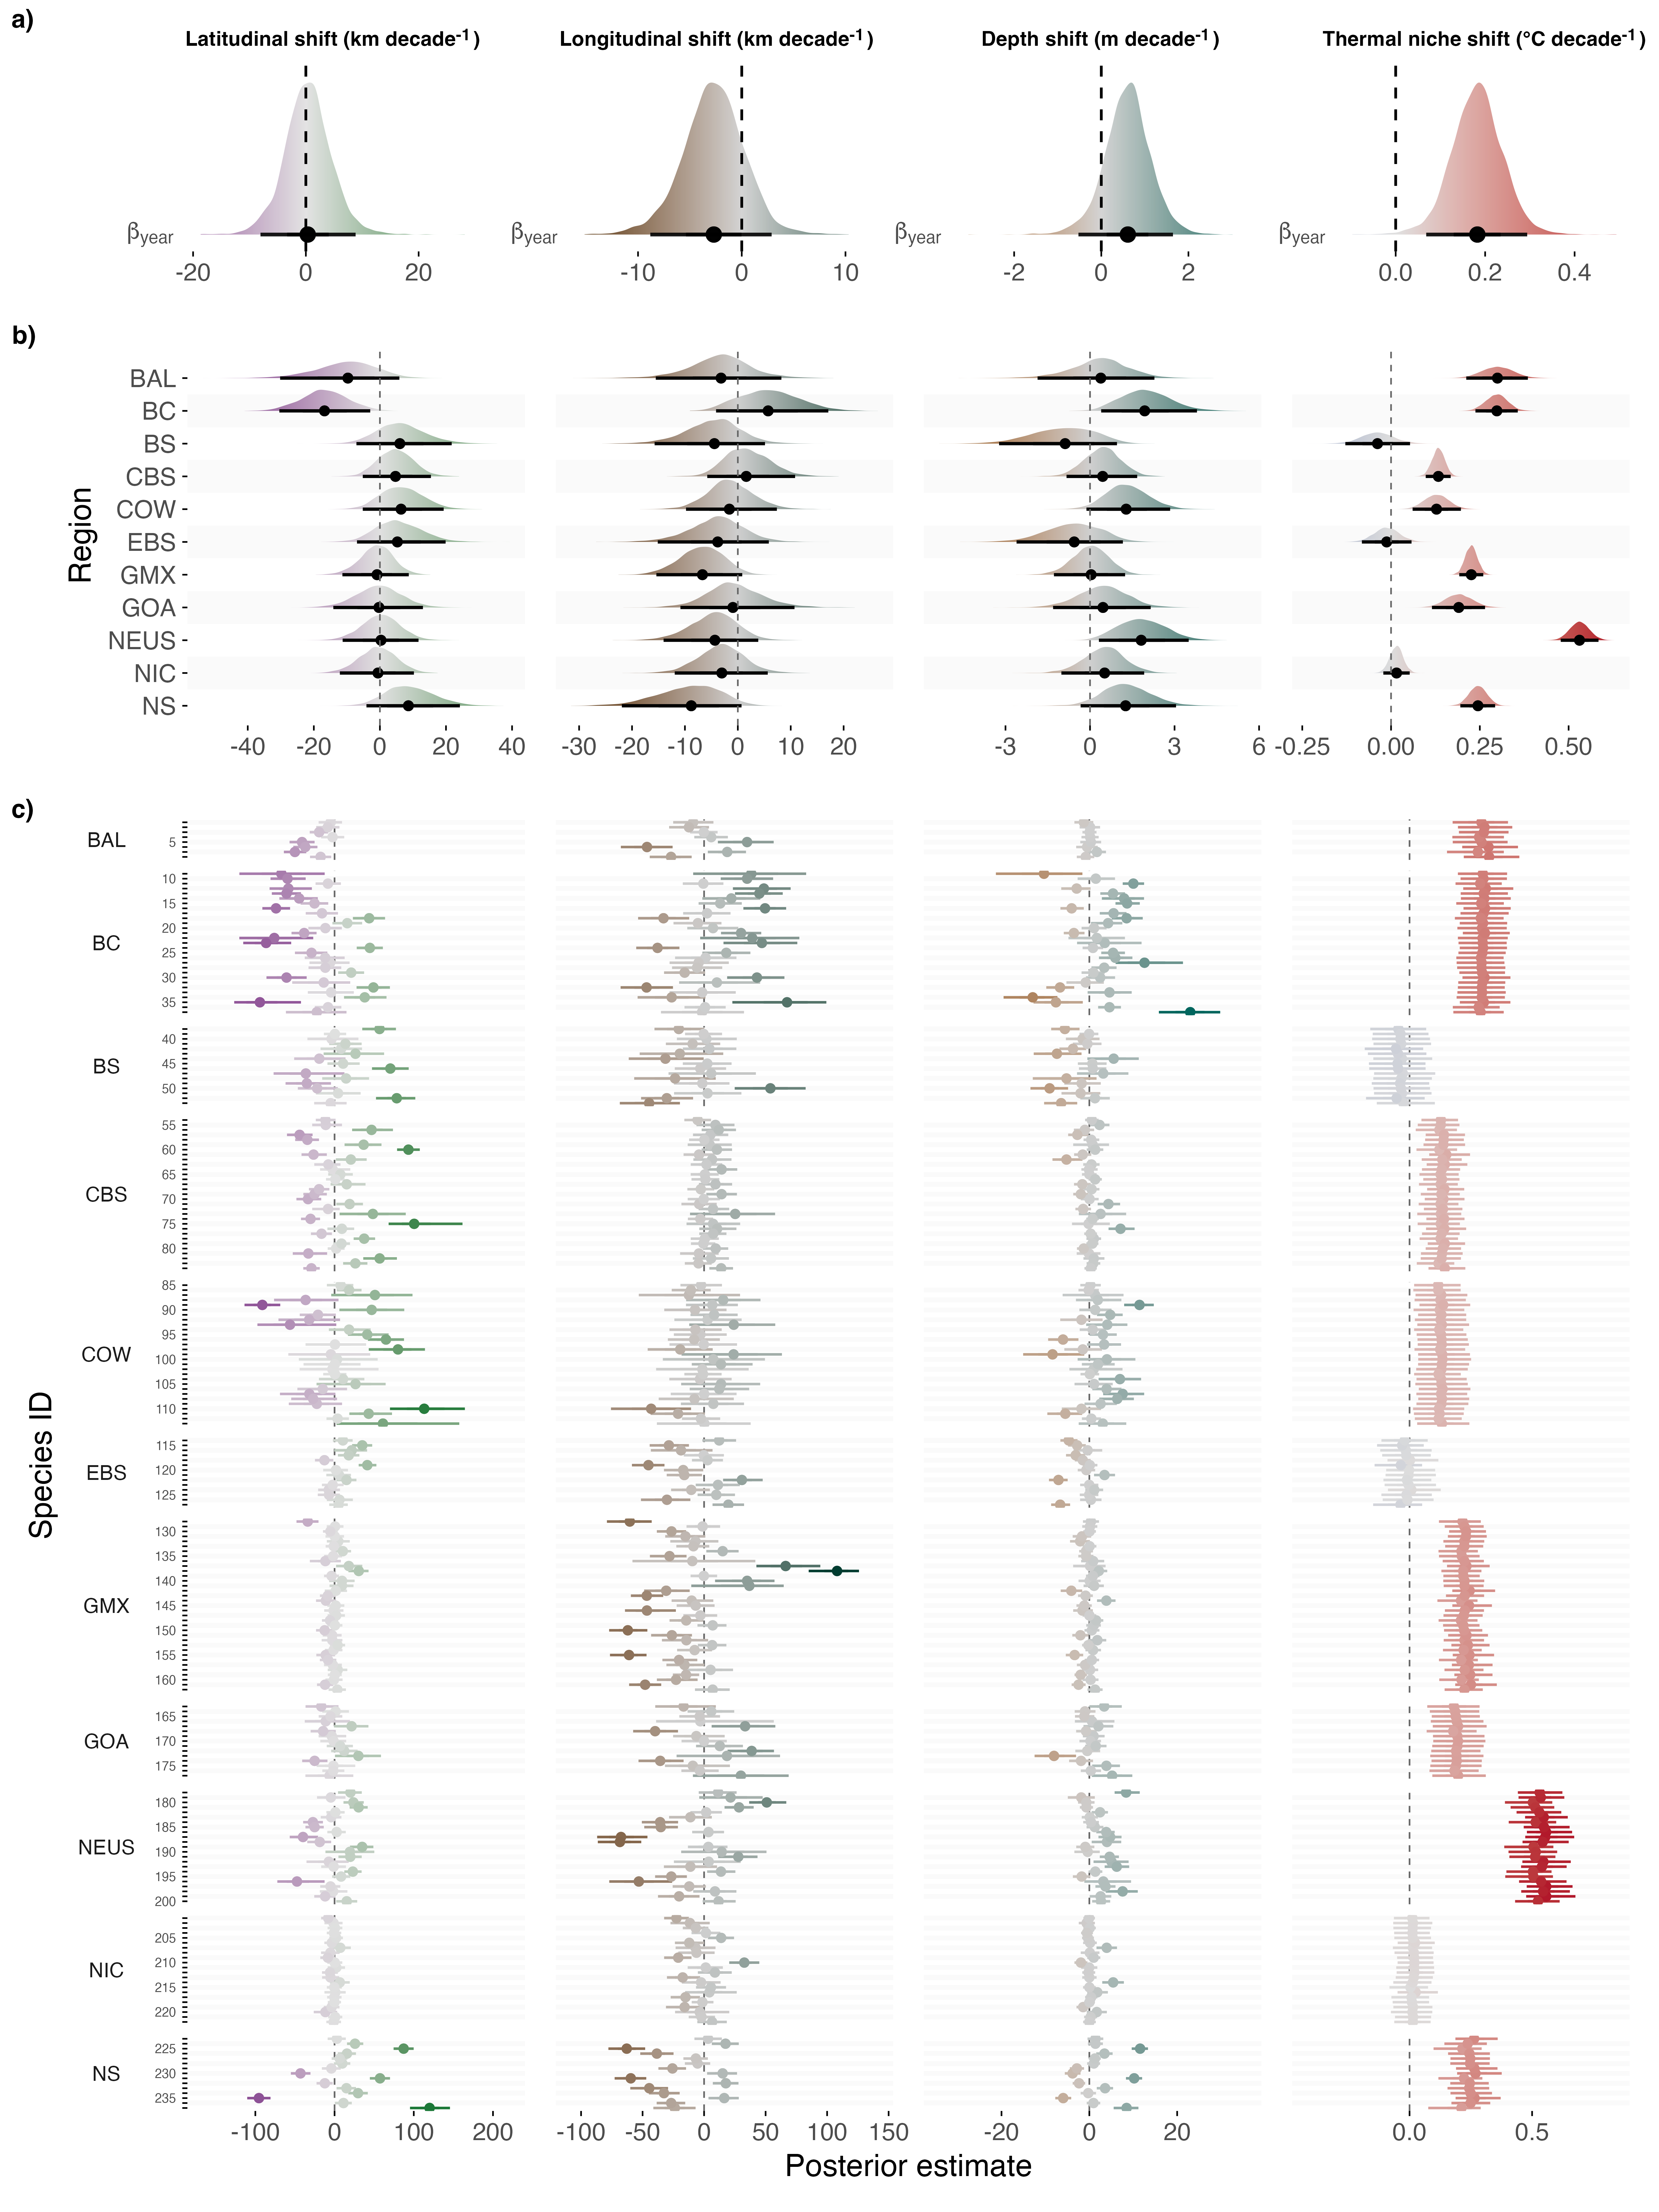 a)
Latitudinal shift (km decade-1) Longitudinal shift (km decade-1) Depth shift (m decade-1) Thermal niche shift (°C decade-1)
βyear βyear βyear βyear
-20 0 20 -10 0 10 -2 0 2 0.0 0.2 0.4
b)
Region
BAL
BC
BS
CBS
COW
EBS
GMX
GOA
NEUS
NIC
NS
-40 -20 0 20 40 -30 -20 -10 0 10 20 -3 0 3 6 -0.25 0.00 0.25 0.50
c)
Species ID
BAL
5
BC
10
15
20
25
30
35
BS
40
45
50
CBS
55
60
65
70
75
80
COW
85
90
95
100
105
110
EBS
115
120
125
GMX
130
135
140
145
150
155
160
GOA
165
170
175
NEUS
180
185
190
195
200
NIC
205
210
215
220
NS
225
230
235
-100 0 100 200 -100 -50 0 50 100 150 -20 0 20 0.0 0.5
Posterior estimate